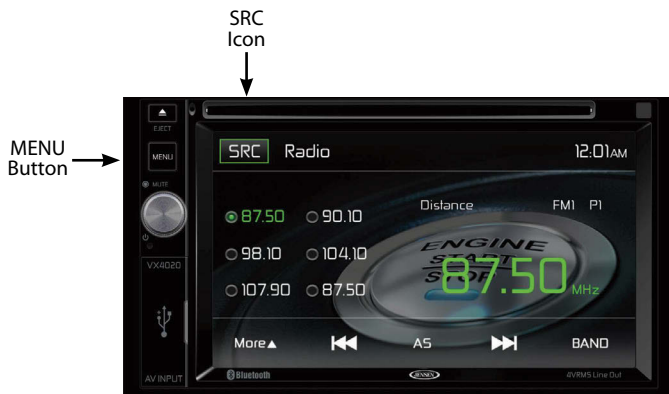 SRC
Icon
MENU
Button
EJECT
MENU
MUTE
VX4020
AV INPUT
SRC Radio 12:01AM
Distance FM1 P1
87.50 90.10
98.10 104.10
107.90 87.50
ENGINE
START
STOP
87.50 MHz
More AS BAND
Bluetooth JENSEN 4VRMS Line Out